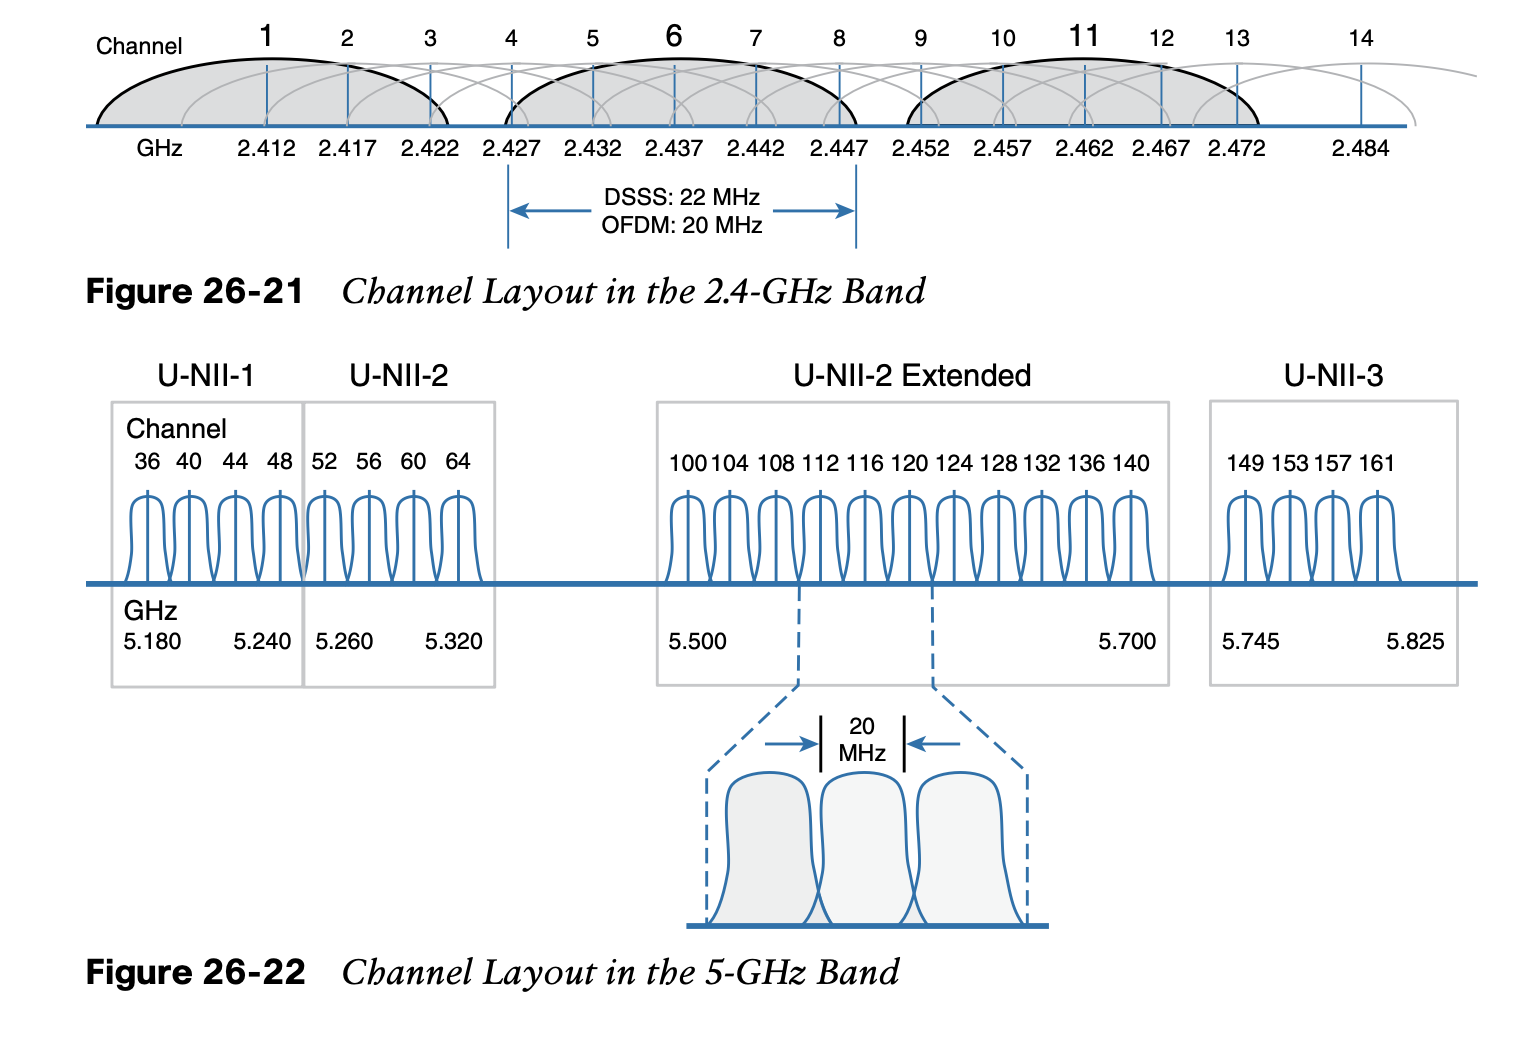 Channel 1 2 3 4 5 6 7 8 9 10 11 12 13 14
GHz 2.412 2.417 2.422 2.427 2.432 2.437 2.442 2.447 2.452 2.457 2.462 2.467 2.472 2.484
DSSS: 22 MHz
OFDM: 20 MHz
Figure 26-21 Channel Layout in the 2.4-GHz Band
U-NII-1 U-NII-2 U-NII-2 Extended U-NII-3
Channel
36 40 44 48 52 56 60 64 100 104 108 112 116 120 124 128 132 136 140 149 153 157 161
GHz
5.180 5.240 5.260 5.320 5.500 5.700 5.745 5.825
20
MHz
Figure 26-22 Channel Layout in the 5-GHz Band